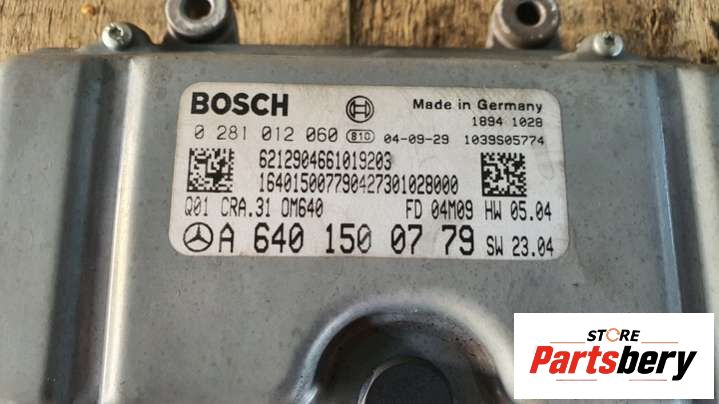 BOSCH
Made in Germany
1894 1028
0 281 012 060 810 04-09-29 1039S05774
6212904661019203
164015007790427301028000
Q01 CRA.31 OM640 FD 04M09 HW 05.04
A 640 150 07 79 SW 23.04
STORE
Partsbery